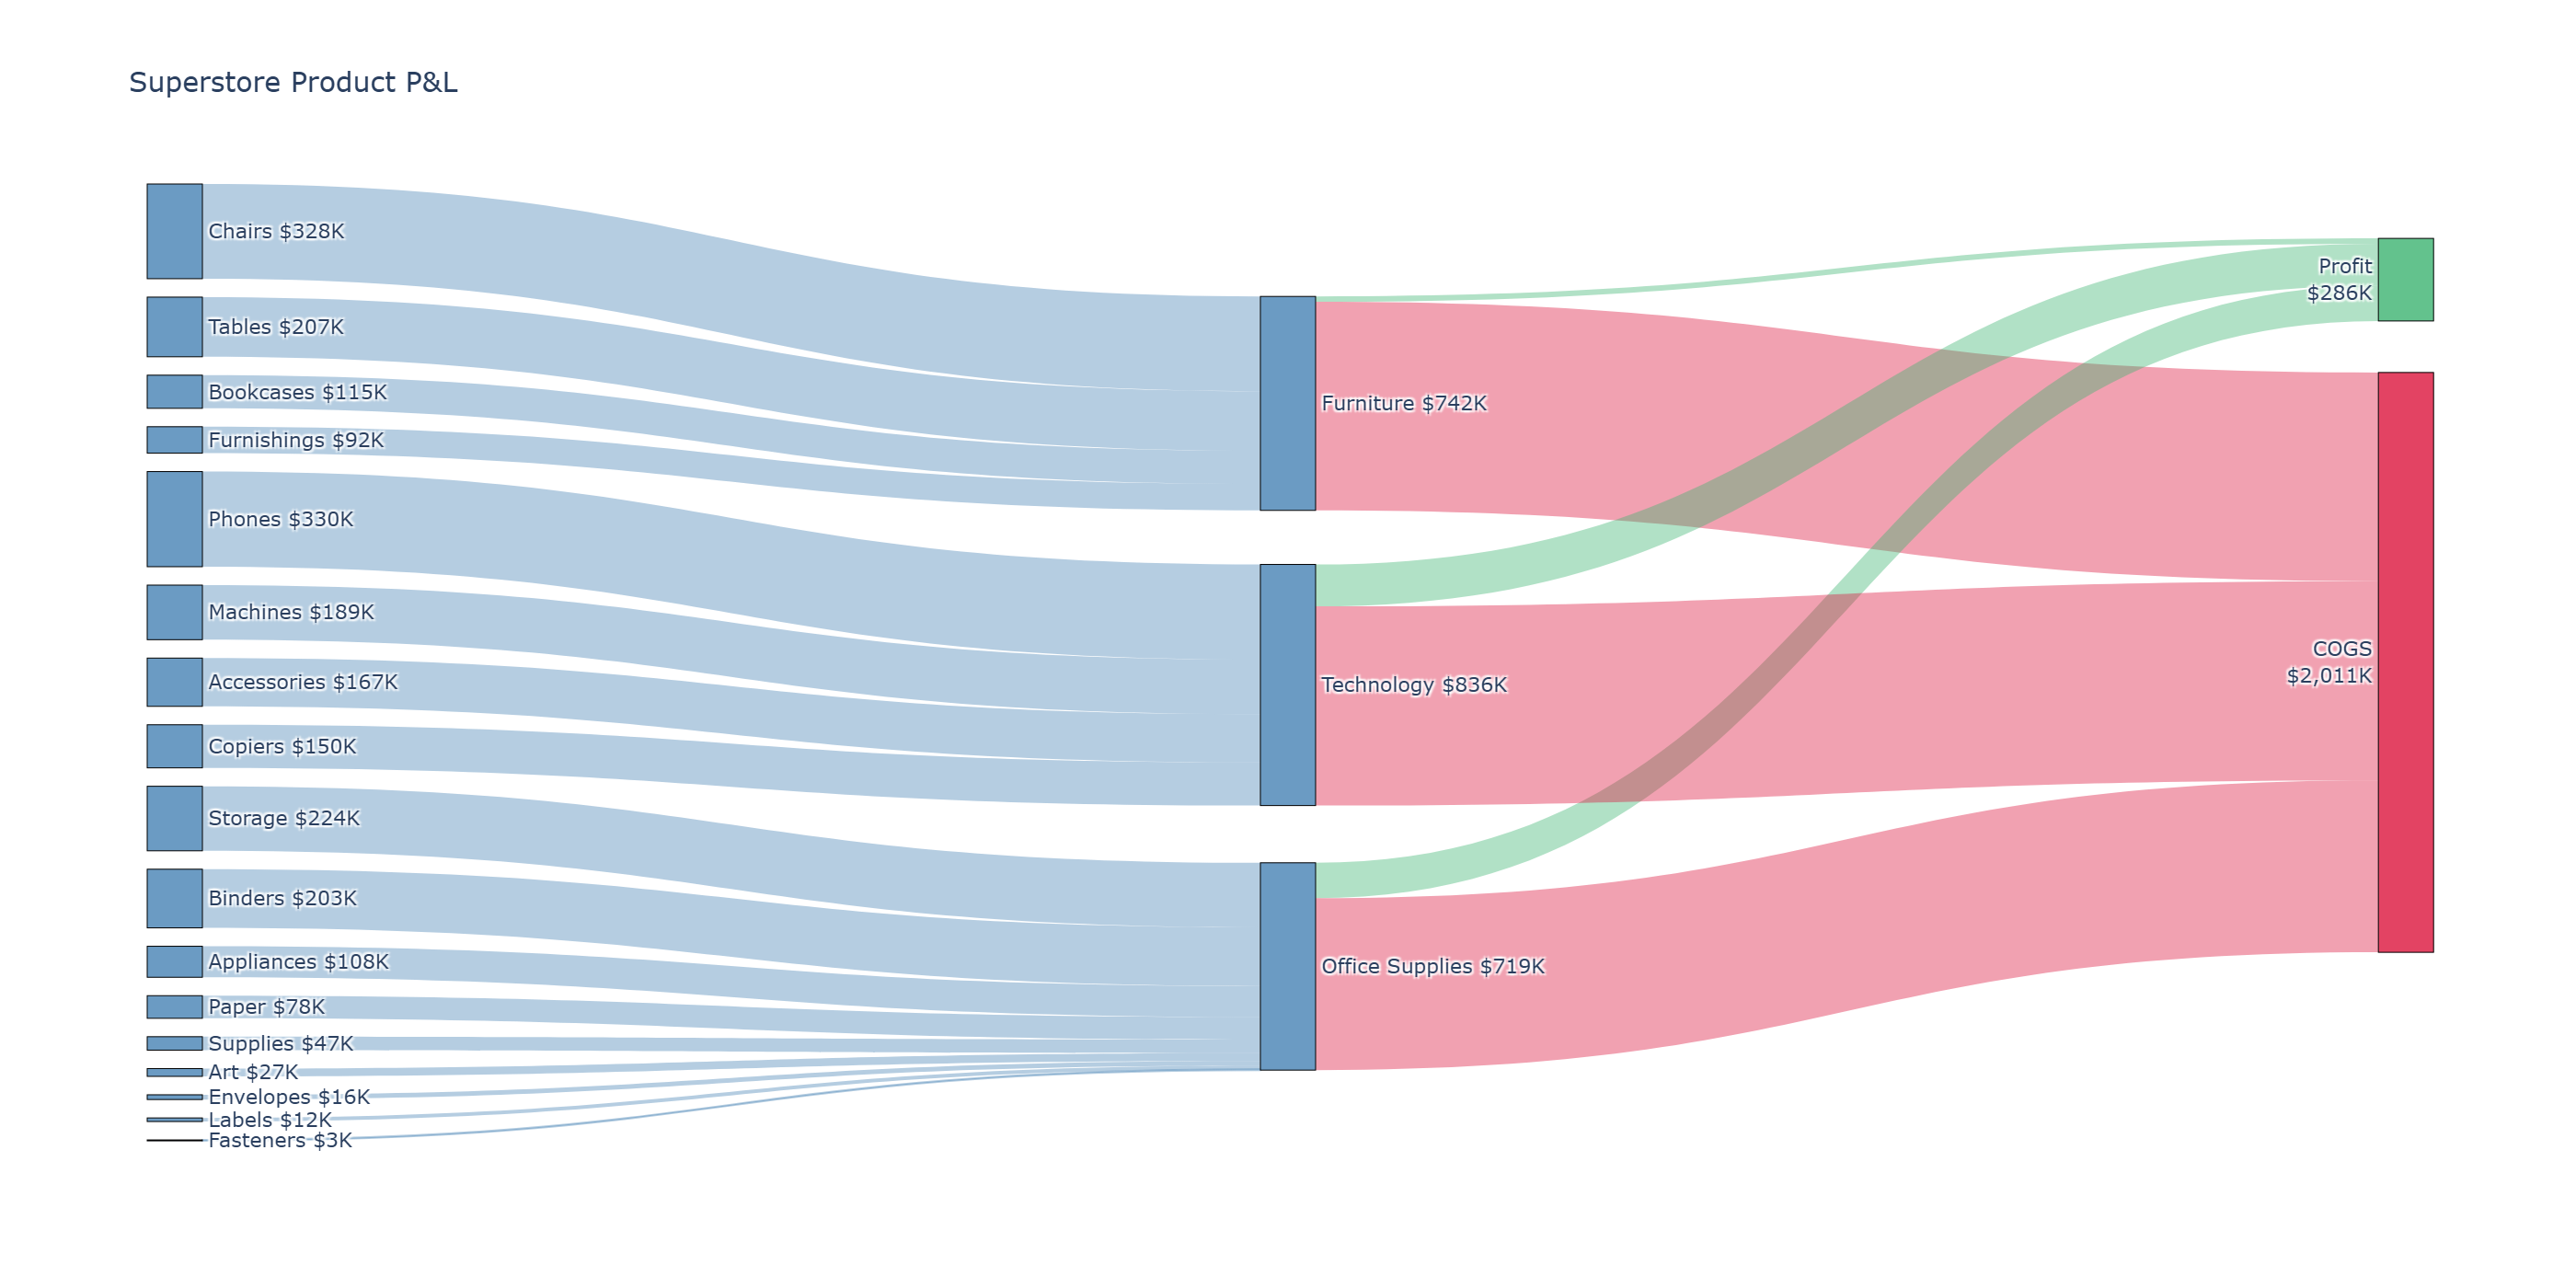 Superstore Product P&L
Chairs $328K
Tables $207K
Bookcases $115K
Furnishings $92K
Phones $330K
Machines $189K
Accessories $167K
Copiers $150K
Storage $224K
Binders $203K
Appliances $108K
Paper $78K
Supplies $47K
Art $27K
Envelopes $16K
Labels $12K
Fasteners $3K
Furniture $742K
Technology $836K
Office Supplies $719K
Profit
$286K
COGS
$2,011K